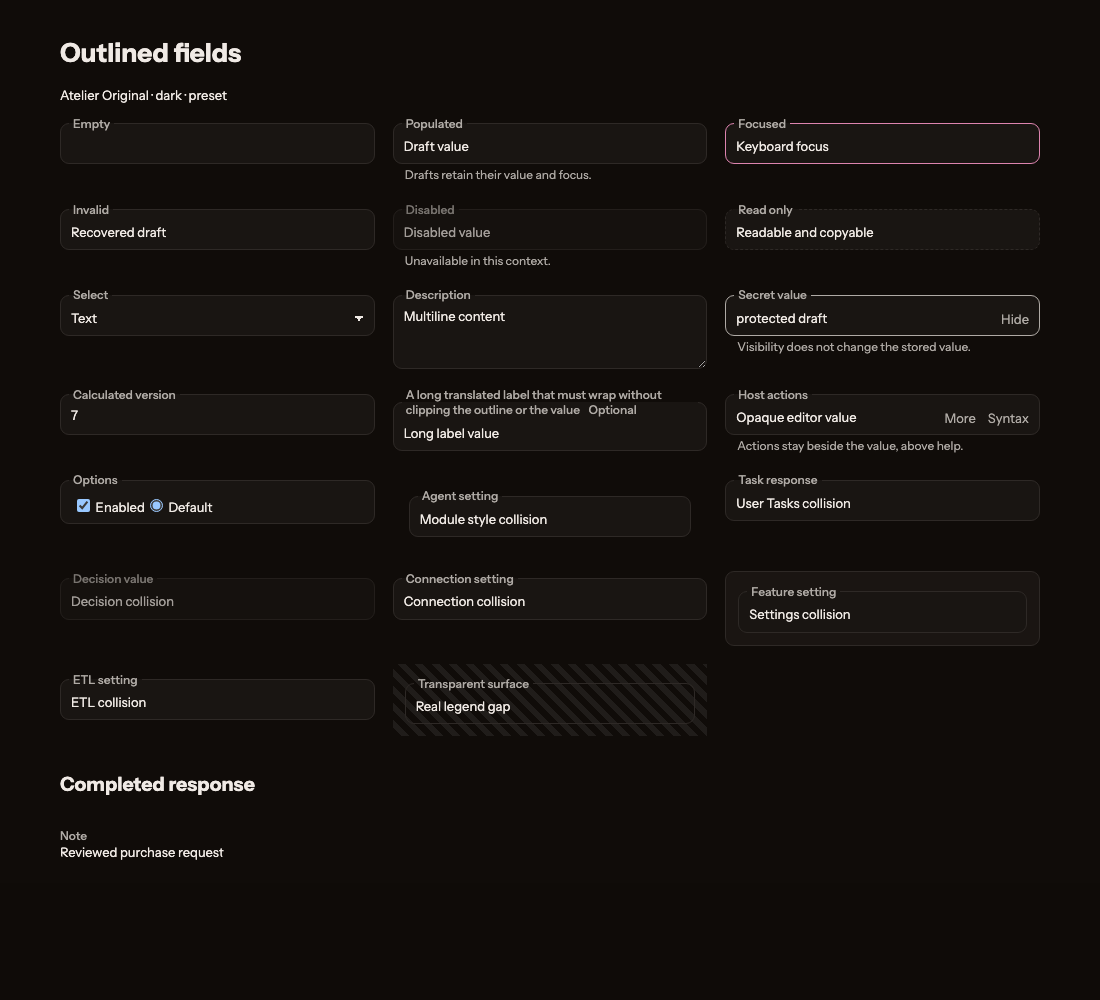 Outlined fields
Atelier Original · dark · preset
Empty
Populated
Draft value
Drafts retain their value and focus.
Focused
Keyboard focus
Invalid
Recovered draft
Disabled
Disabled value
Unavailable in this context.
Read only
Readable and copyable
Select
Text
Description
Multiline content
Secret value
protected draft
Hide
Visibility does not change the stored value.
Calculated version
7
A long translated label that must wrap without
clipping the outline or the value Optional
Long label value
Host actions
Opaque editor value
More Syntax
Actions stay beside the value, above help.
Options
Enabled Default
Agent setting
Module style collision
Task response
User Tasks collision
Decision value
Decision collision
Connection setting
Connection collision
Feature setting
Settings collision
ETL setting
ETL collision
Transparent surface
Real legend gap
Completed response
Note
Reviewed purchase request